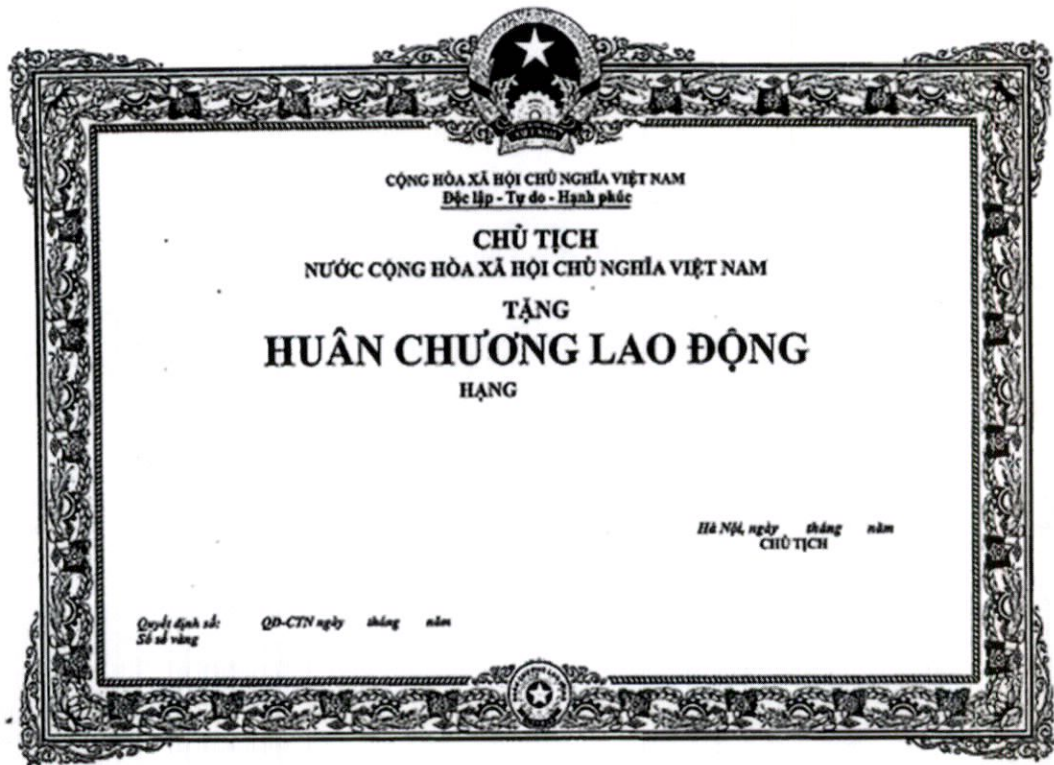 CỘNG HÒA XÃ HỘI CHỦ NGHĨA VIỆT NAM
Độc lập - Tự do - Hạnh phúc
CHỦ TỊCH
NƯỚC CỘNG HÒA XÃ HỘI CHỦ NGHĨA VIỆT NAM
TẶNG
HUÂN CHƯƠNG LAO ĐỘNG
HẠNG
Hà Nội, ngày tháng năm
CHỦ TỊCH
Quyết định số: QĐ-CTN ngày tháng năm
Số sổ vàng